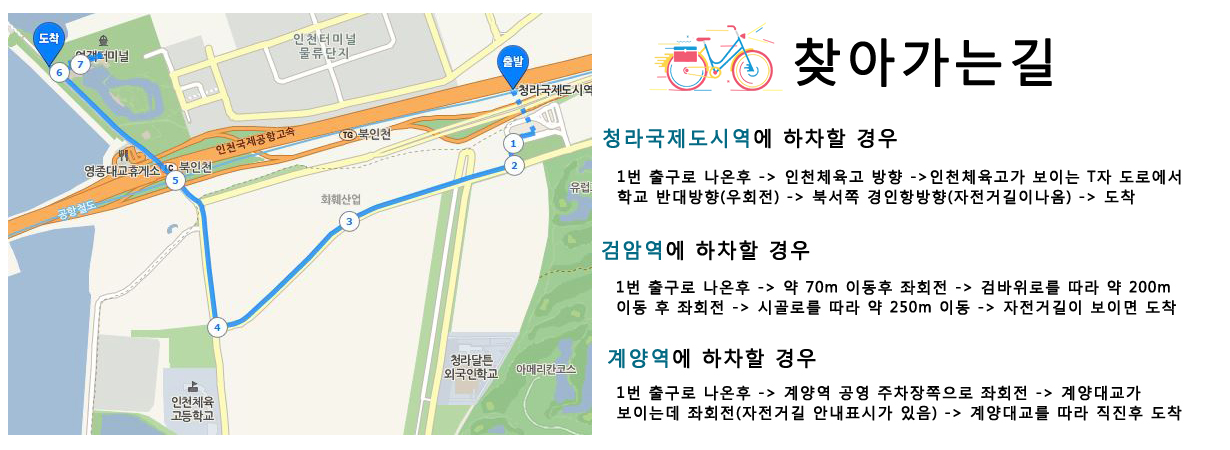 도착
여객터미널
6
7
인천터미널
물류단지
출발
청라국제도시역
TG 북인천
인천국제공항고속
1
2
영종대교휴게소
IC 북인천
5
공항철도
화훼산업
3
4
인천체육
고등학교
청라달튼
외국인학교
아메리칸코스
찾아가는길
청라국제도시역에 하차할 경우
1번 출구로 나온후 -> 인천체육고 방향 ->인천체육고가 보이는 T자 도로에서
학교 반대방향(우회전) -> 북서쪽 경인항방향(자전거길이나옴) -> 도착
검암역에 하차할 경우
1번 출구로 나온후 -> 약 70m 이동후 좌회전 -> 검바위로를 따라 약 200m
이동 후 좌회전 -> 시골로를 따라 약 250m 이동 -> 자전거길이 보이면 도착
계양역에 하차할 경우
1번 출구로 나온후 -> 계양역 공영 주차장쪽으로 좌회전 -> 계양대교가
보이는데 좌회전(자전거길 안내표시가 있음) -> 계양대교를 따라 직진후 도착